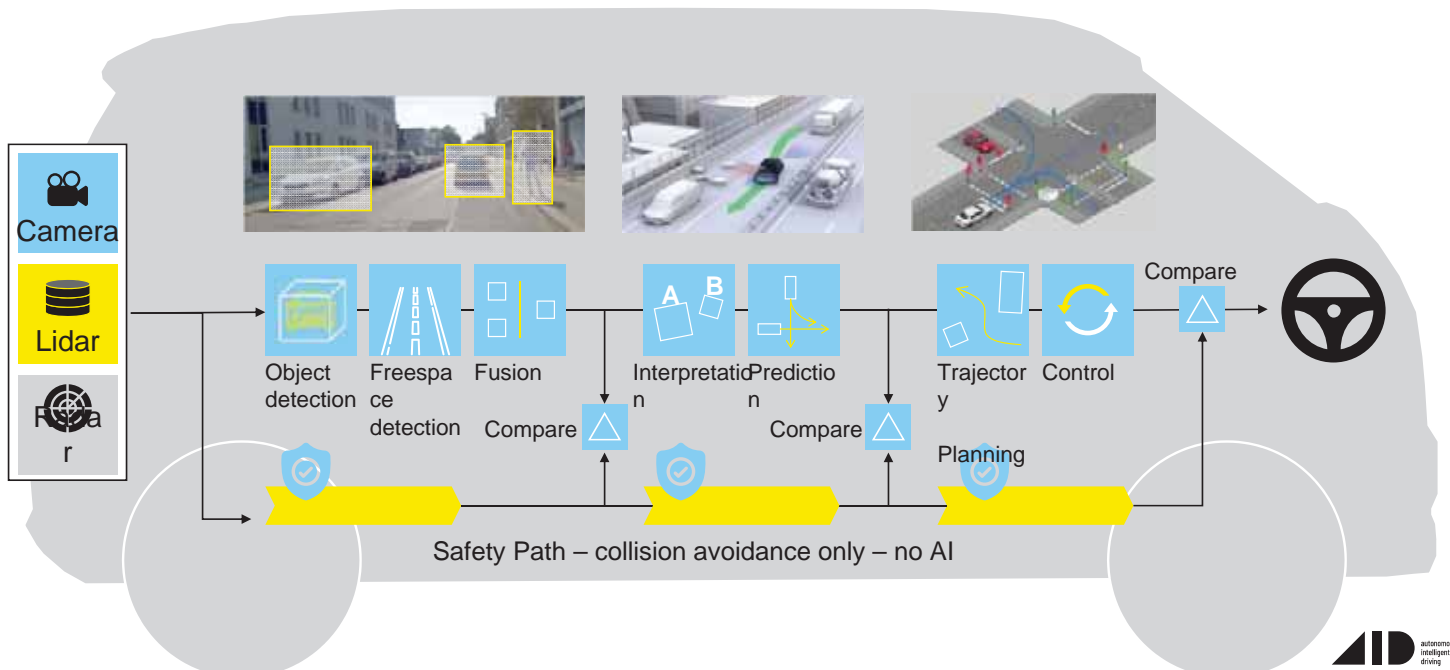 Camera
Lidar
Rada
r
Object
detection
Freespa
ce
detection
Fusion
Compare
Interpretatio
n
A
B
Predictio
n
Compare
Trajector
y
Planning
Control
Compare
Safety Path – collision avoidance only – no AI
AID
autonomo
intelligent
driving